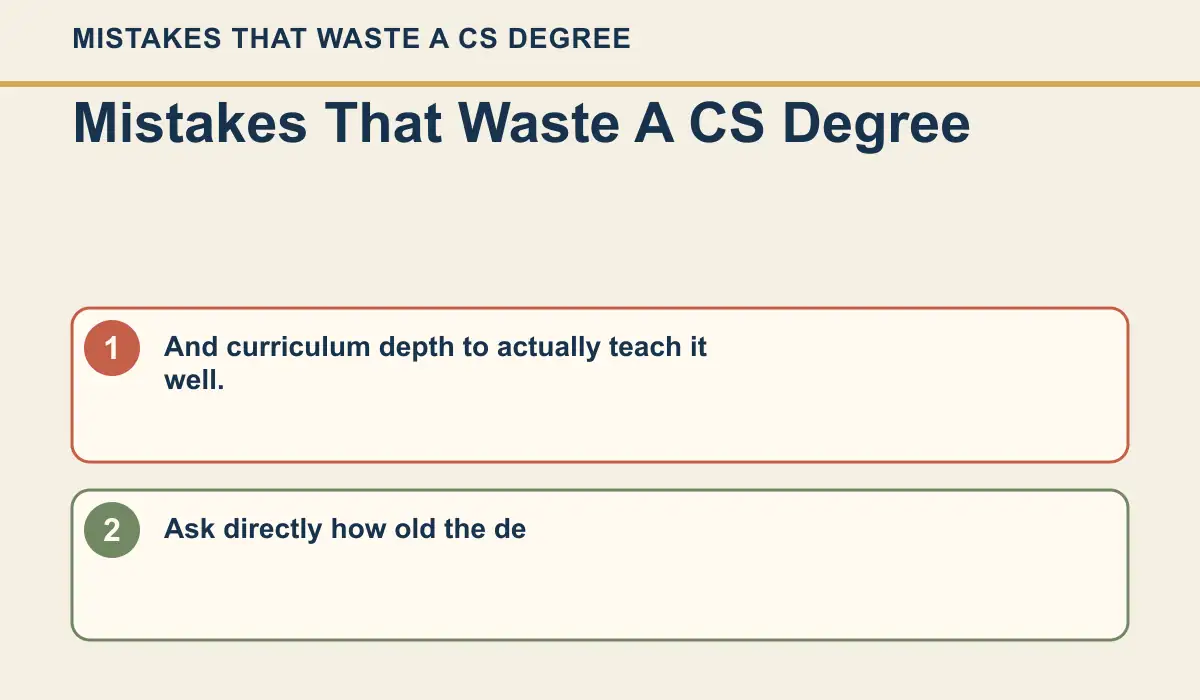 MISTAKES THAT WASTE A CS DEGREE
Mistakes That Waste A CS Degree
1
And curriculum depth to actually teach it
well.
2
Ask directly how old the de